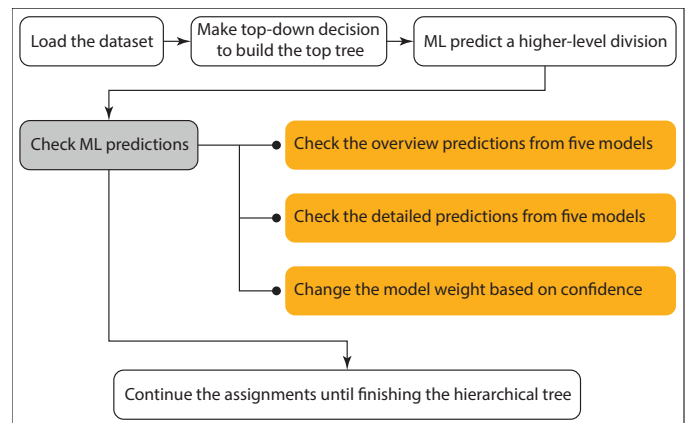 Load the dataset
Make top-down decision
to build the top tree
ML predict a higher-level division
Check ML predictions
Check the overview predictions from five models
Check the detailed predictions from five models
Change the model weight based on confidence
Continue the assignments until finishing the hierarchical tree